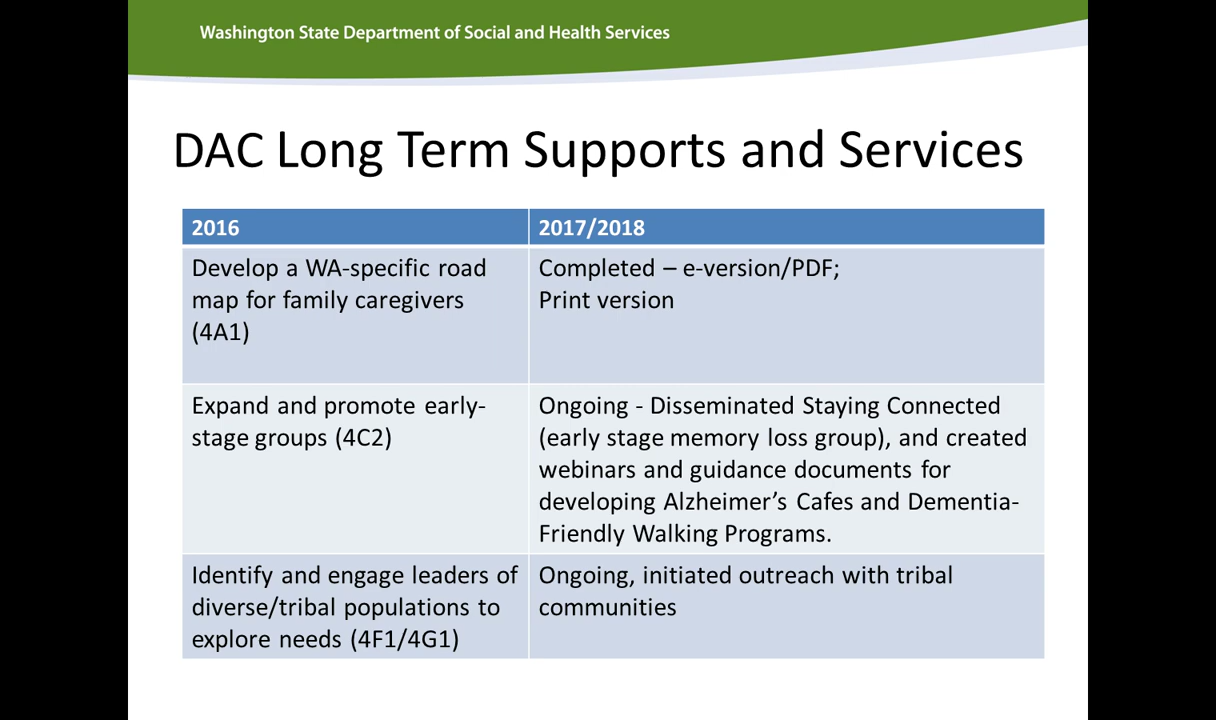 Washington State Department of Social and Health Services
DAC Long Term Supports and Services
2016
2017/2018
Develop a WA-specific road
map for family caregivers
(4A1)
Completed – e-version/PDF;
Print version
Expand and promote early-
stage groups (4C2)
Ongoing - Disseminated Staying Connected
(early stage memory loss group), and created
webinars and guidance documents for
developing Alzheimer’s Cafes and Dementia-
Friendly Walking Programs.
Identify and engage leaders of
diverse/tribal populations to
explore needs (4F1/4G1)
Ongoing, initiated outreach with tribal
communities